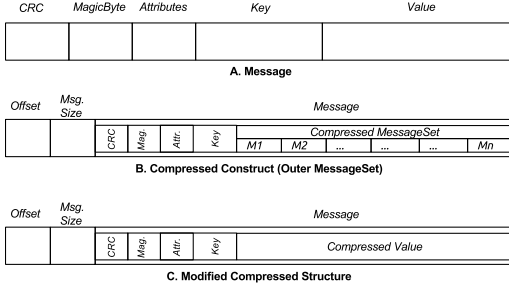 CRC MagicByte Attributes Key Value
A. Message
Offset Msg. Size Message
CRC Mag. Attr. Key Compressed MessageSet
M1 M2 ... ... ... Mn
B. Compressed Construct (Outer MessageSet)
Offset Msg. Size Message
CRC Mag. Attr. Key Compressed Value
C. Modified Compressed Structure